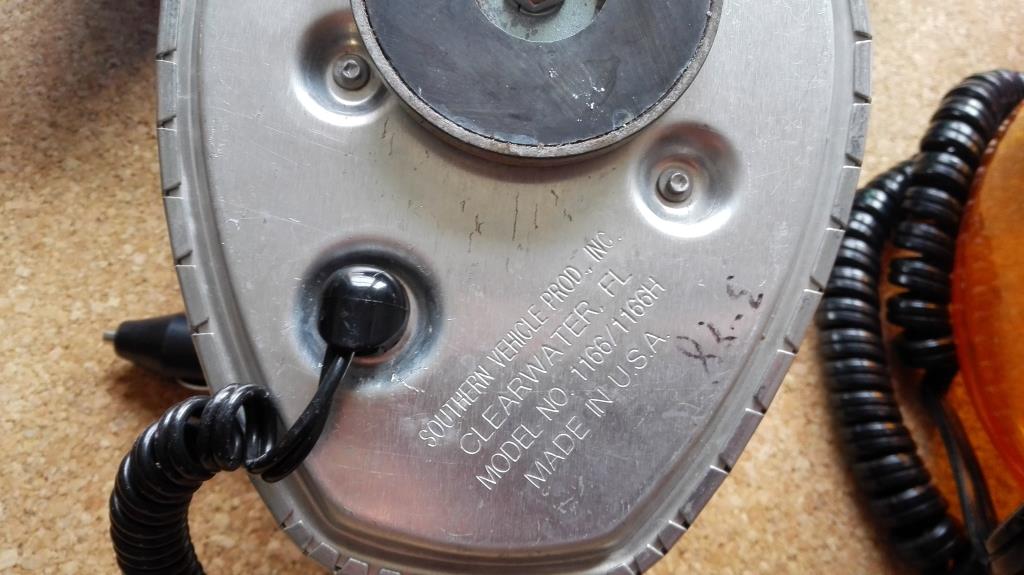 SOUTHERN VEHICLE PROD., INC.
CLEARWATER, FL
MODEL NO. 1166/1166H
MADE IN U.S.A.